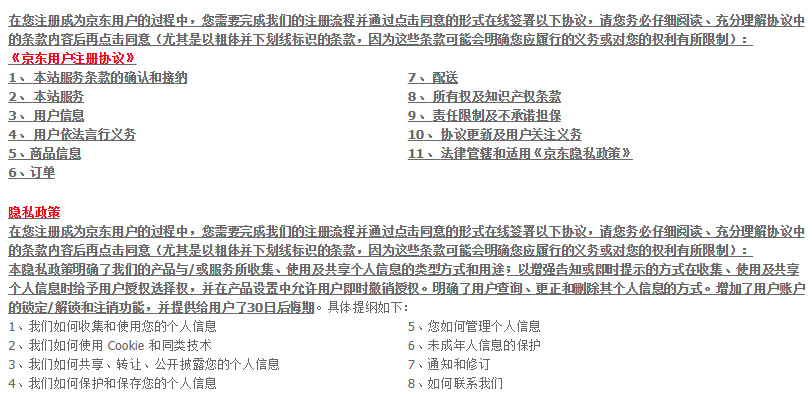 在您注册成为京东用户的过程中，您需要完成我们的注册流程并通过点击同意的形式在线签署以下协议，请您务必仔细阅读、充分理解协议中
的条款内容后再点击同意（尤其是以粗体并下划线标识的条款，因为这些条款可能会明确您应履行的义务或对您的权利有所限制）：
《京东用户注册协议》
1、 本站服务条款的确认和接纳
2、 本站服务
3、 用户信息
4、 用户依法言行义务
5、商品信息
6、订单
7、 配送
8、 所有权及知识产权条款
9、 责任限制及不承诺担保
10、 协议更新及用户关注义务
11、 法律管辖和适用《京东隐私政策》
隐私政策
在您注册成为京东用户的过程中，您需要完成我们的注册流程并通过点击同意的形式在线签署以下协议，请您务必仔细阅读、充分理解协议中
的条款内容后再点击同意（尤其是以粗体并下划线标识的条款，因为这些条款可能会明确您应履行的义务或对您的权利有所限制）：
本隐私政策明确了我们的产品与/或服务所收集、使用及共享个人信息的类型方式和用途；以增强告知或即时提示的方式在收集、使用及共享
个人信息时给予用户授权选择权，并在产品设置中允许用户即时撤销授权。明确了用户查询、更正和删除其个人信息的方式。增加了用户账户
的锁定/解锁和注销功能，并提供给用户了30日后悔期。具体提纲如下：
1、我们如何收集和使用您的个人信息
2、我们如何使用 Cookie 和同类技术
3、我们如何共享、转让、公开披露您的个人信息
4、我们如何保护和保存您的个人信息
5、您如何管理个人信息
6、未成年人信息的保护
7、通知和修订
8、如何联系我们